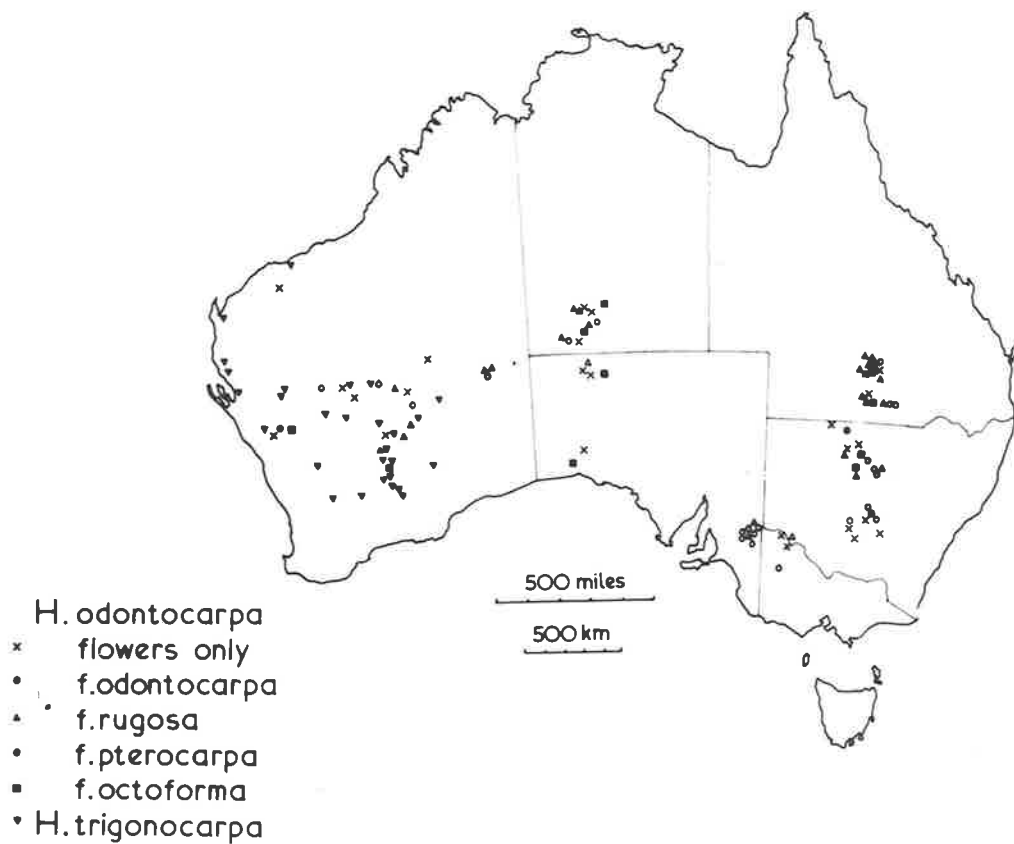 500 miles
500 km
H. odontocarpa
flowers only
f.odontocarpa
f.rugosa
f.pterocarpa
f.octoforma
H.trigonocarpa